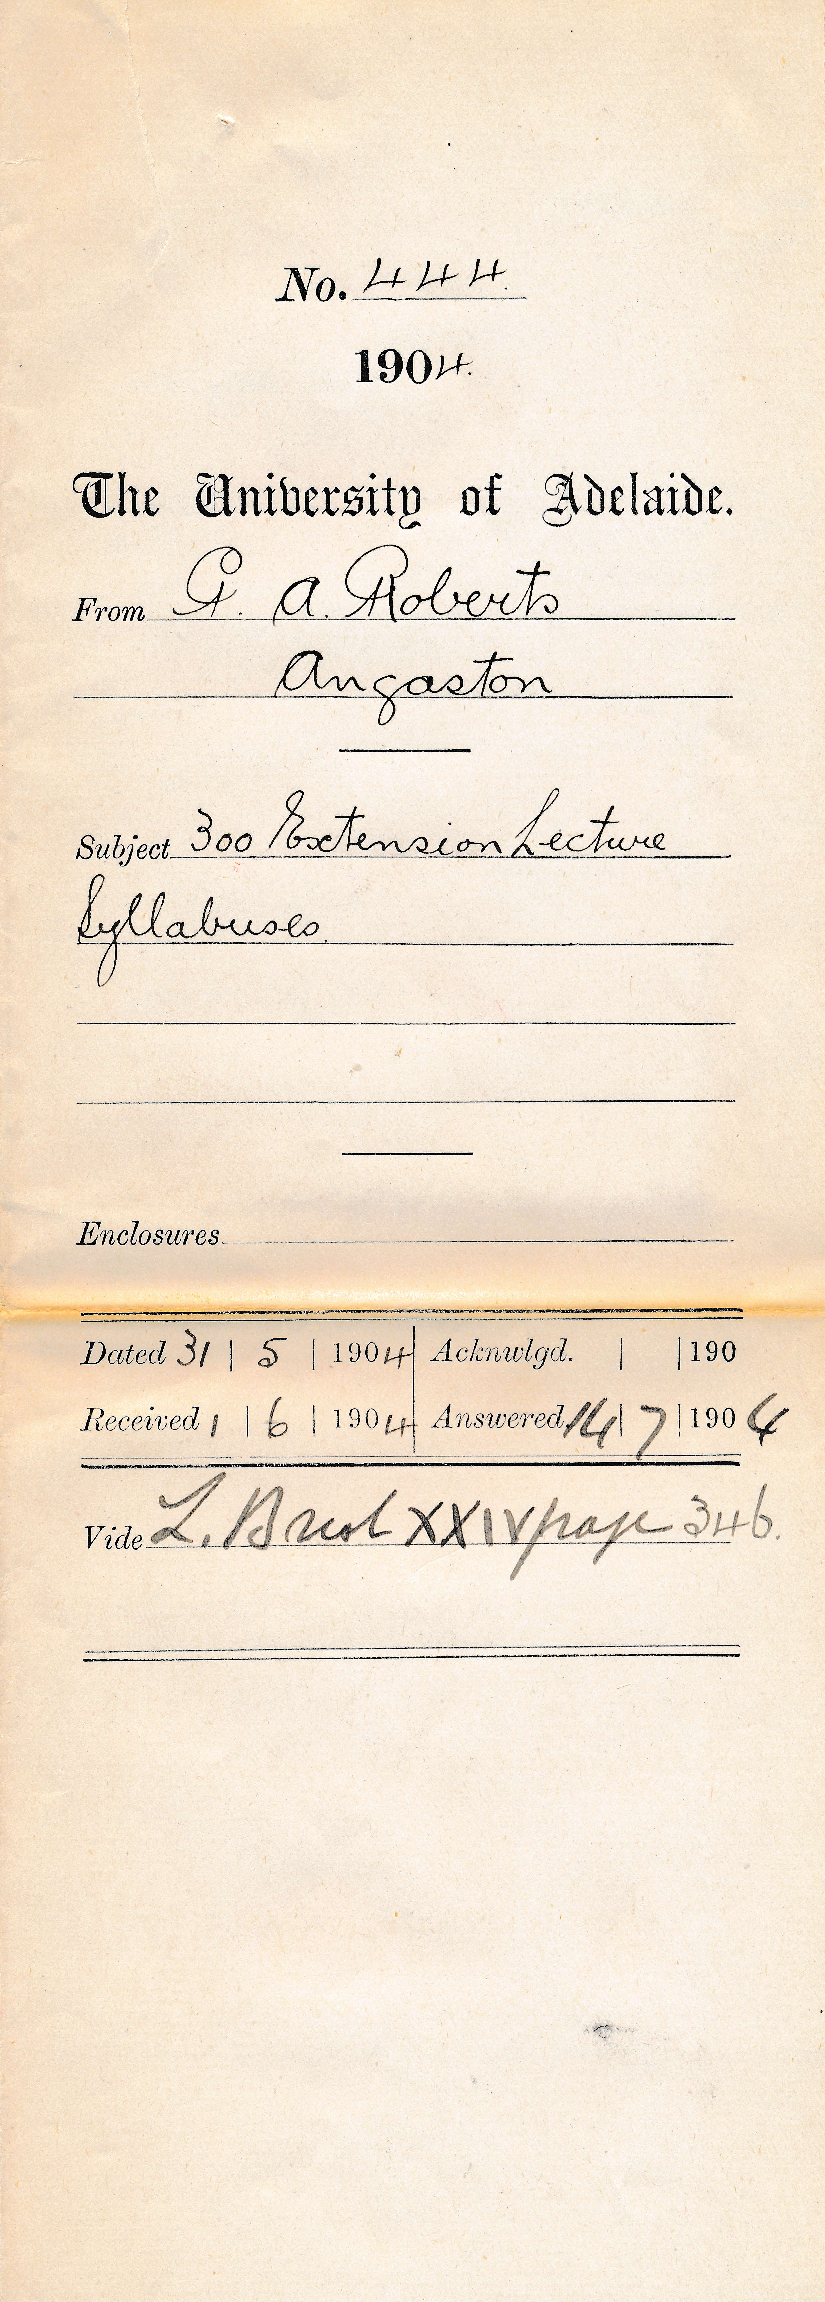 No. 444.
1904.
The University of Adelaide.
From G. A. Roberts
Angaston
Subject 300 Extension Lecture
Syllabuses.
Enclosures
Dated 31 | 5 | 1904 Acknwlgd. | | 190
Received 1 | 6 | 1904 Answered 14 | 7 | 1904
Vide L. Book XXIV page 346.